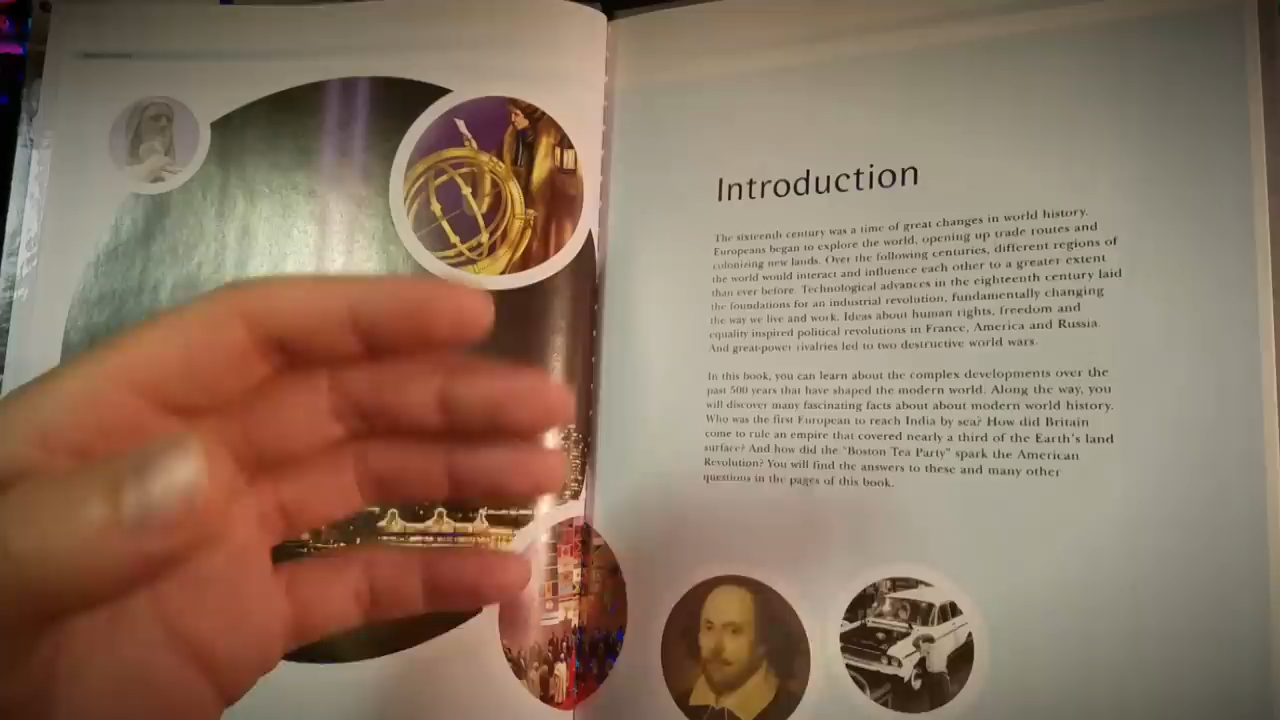 Introduction
The sixteenth century was a time of great changes in world history.
Europeans began to explore the world, opening up trade routes and
colonizing new lands. Over the following centuries, different regions of
the world would interact and influence each other to a greater extent
than ever before. Technological advances in the eighteenth century laid
the foundations for an industrial revolution, fundamentally changing
the way we live and work. Ideas about human rights, freedom and
equality inspired political revolutions in France, America and Russia.
And great-power rivalries led to two destructive world wars.
In this book, you can learn about the complex developments over the
past 500 years that have shaped the modern world. Along the way, you
will discover many fascinating facts about about modern world history.
Who was the first European to reach India by sea? How did Britain
come to rule an empire that covered nearly a third of the Earth's land
surface? And how did the "Boston Tea Party" spark the American
Revolution? You will find the answers to these and many other
questions in the pages of this book.